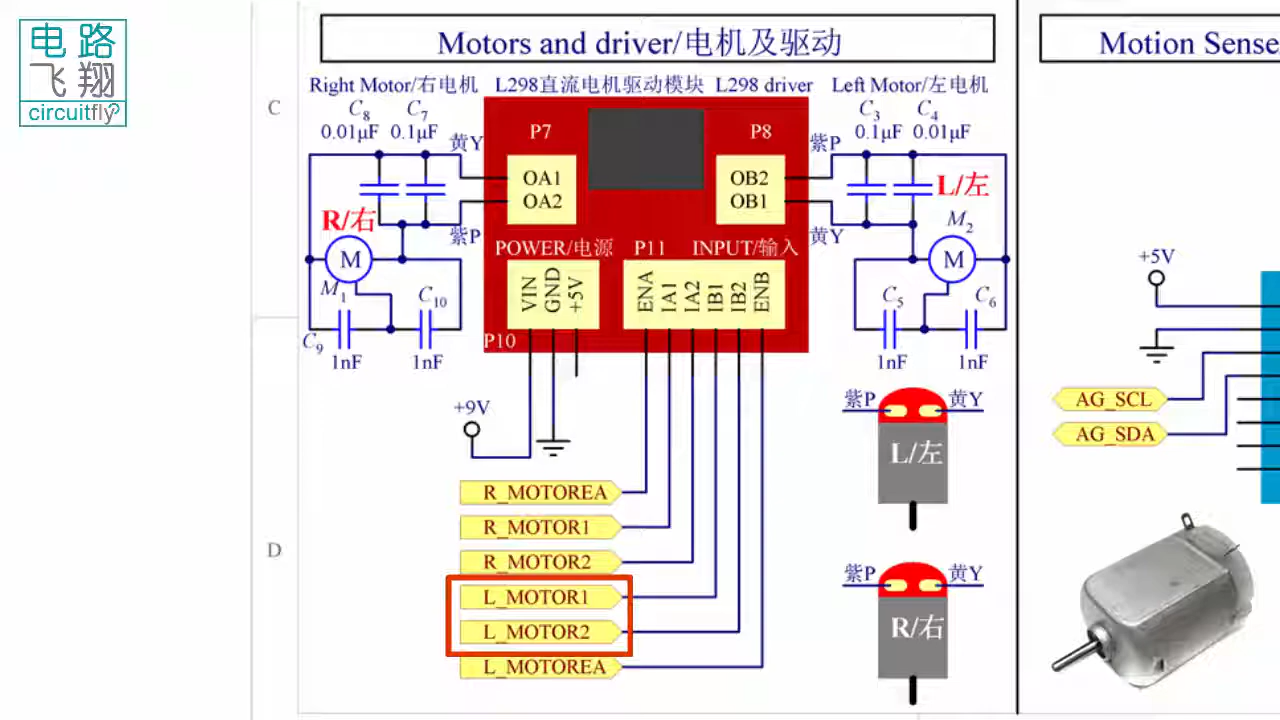 电路
飞翔
circuitfly
Motors and driver/电机及驱动
Motion Sense
C
Right Motor/右电机
L298直流电机驱动模块
L298 driver
Left Motor/左电机
C8
C7
0.01μF
0.1μF
黄Y
紫P
R/右
M
M1
C9
C10
1nF
1nF
P7
P8
OA1
OA2
OB2
OB1
POWER/电源
P11
INPUT/输入
VIN
GND
+5V
ENA
IA1
IA2
IB1
IB2
ENB
P10
紫P
黄Y
C3
C4
0.1μF
0.01μF
L/左
M2
M
C5
C6
1nF
1nF
+9V
+5V
AG_SCL
AG_SDA
紫P
黄Y
L/左
D
R_MOTOREA
R_MOTOR1
R_MOTOR2
L_MOTOR1
L_MOTOR2
L_MOTOREA
紫P
黄Y
R/右